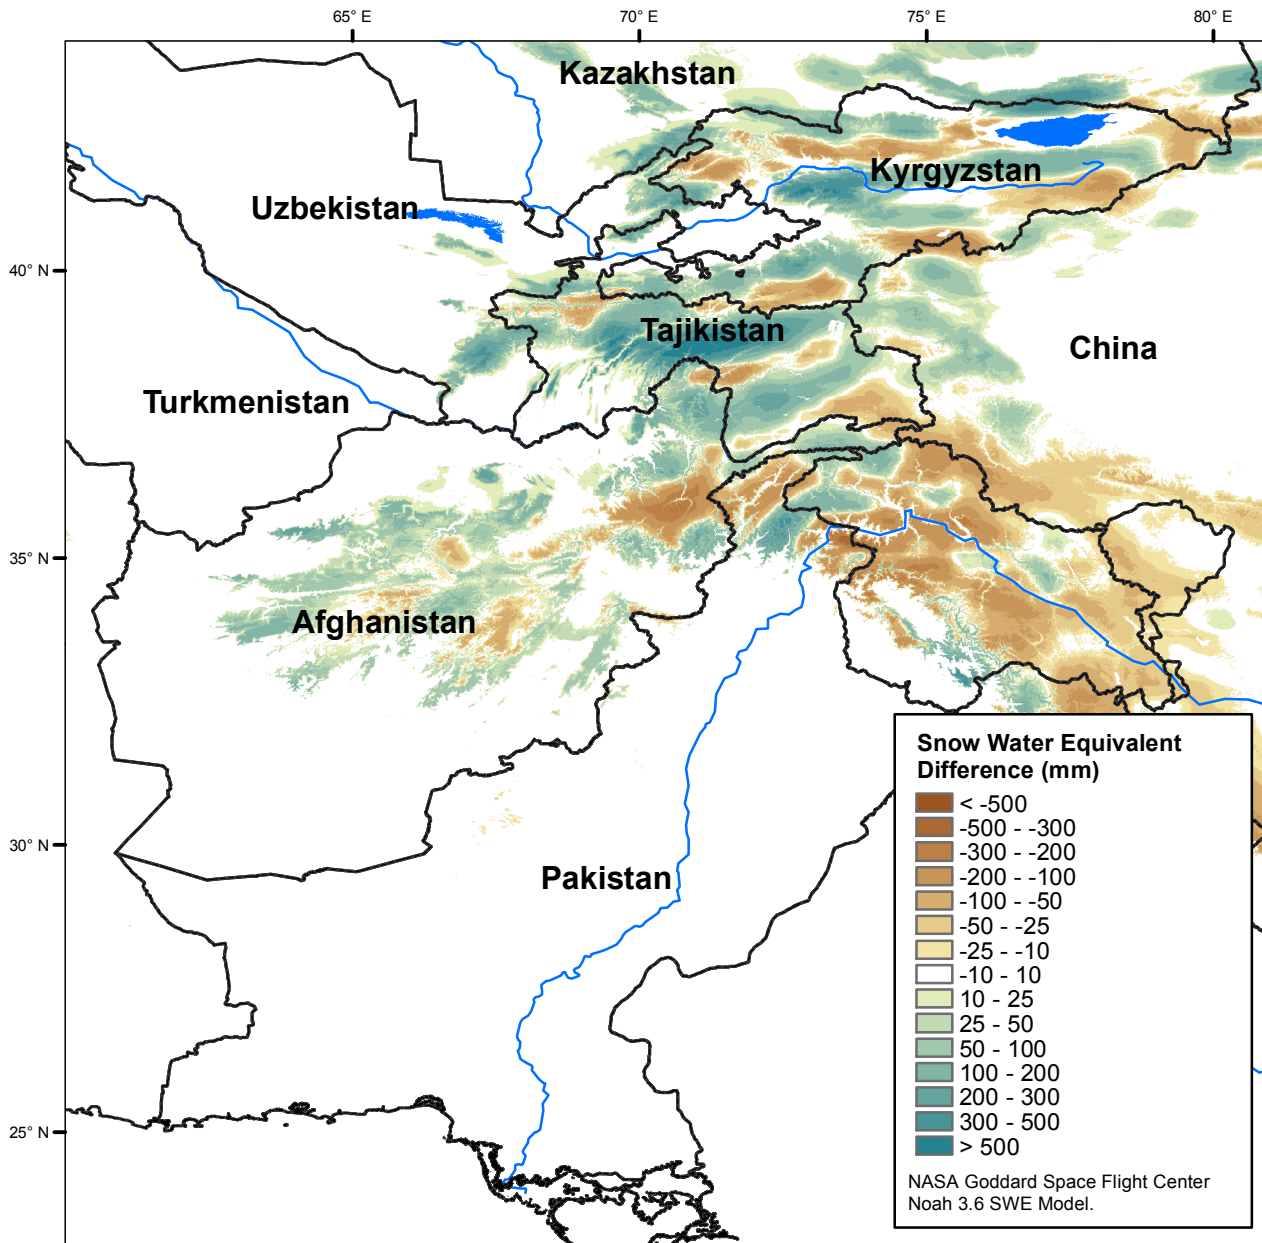 65° E
70° E
75° E
80° E
Kazakhstan
Kyrgyzstan
Uzbekistan
40° N
Tajikistan
China
Turkmenistan
35° N
Afghanistan
Snow Water Equivalent
Difference (mm)
< -500
-500 - -300
-300 - -200
-200 - -100
-100 - -50
-50 - -25
-25 - -10
-10 - 10
10 - 25
25 - 50
50 - 100
100 - 200
200 - 300
300 - 500
> 500
NASA Goddard Space Flight Center
Noah 3.6 SWE Model.
30° N
Pakistan
25° N